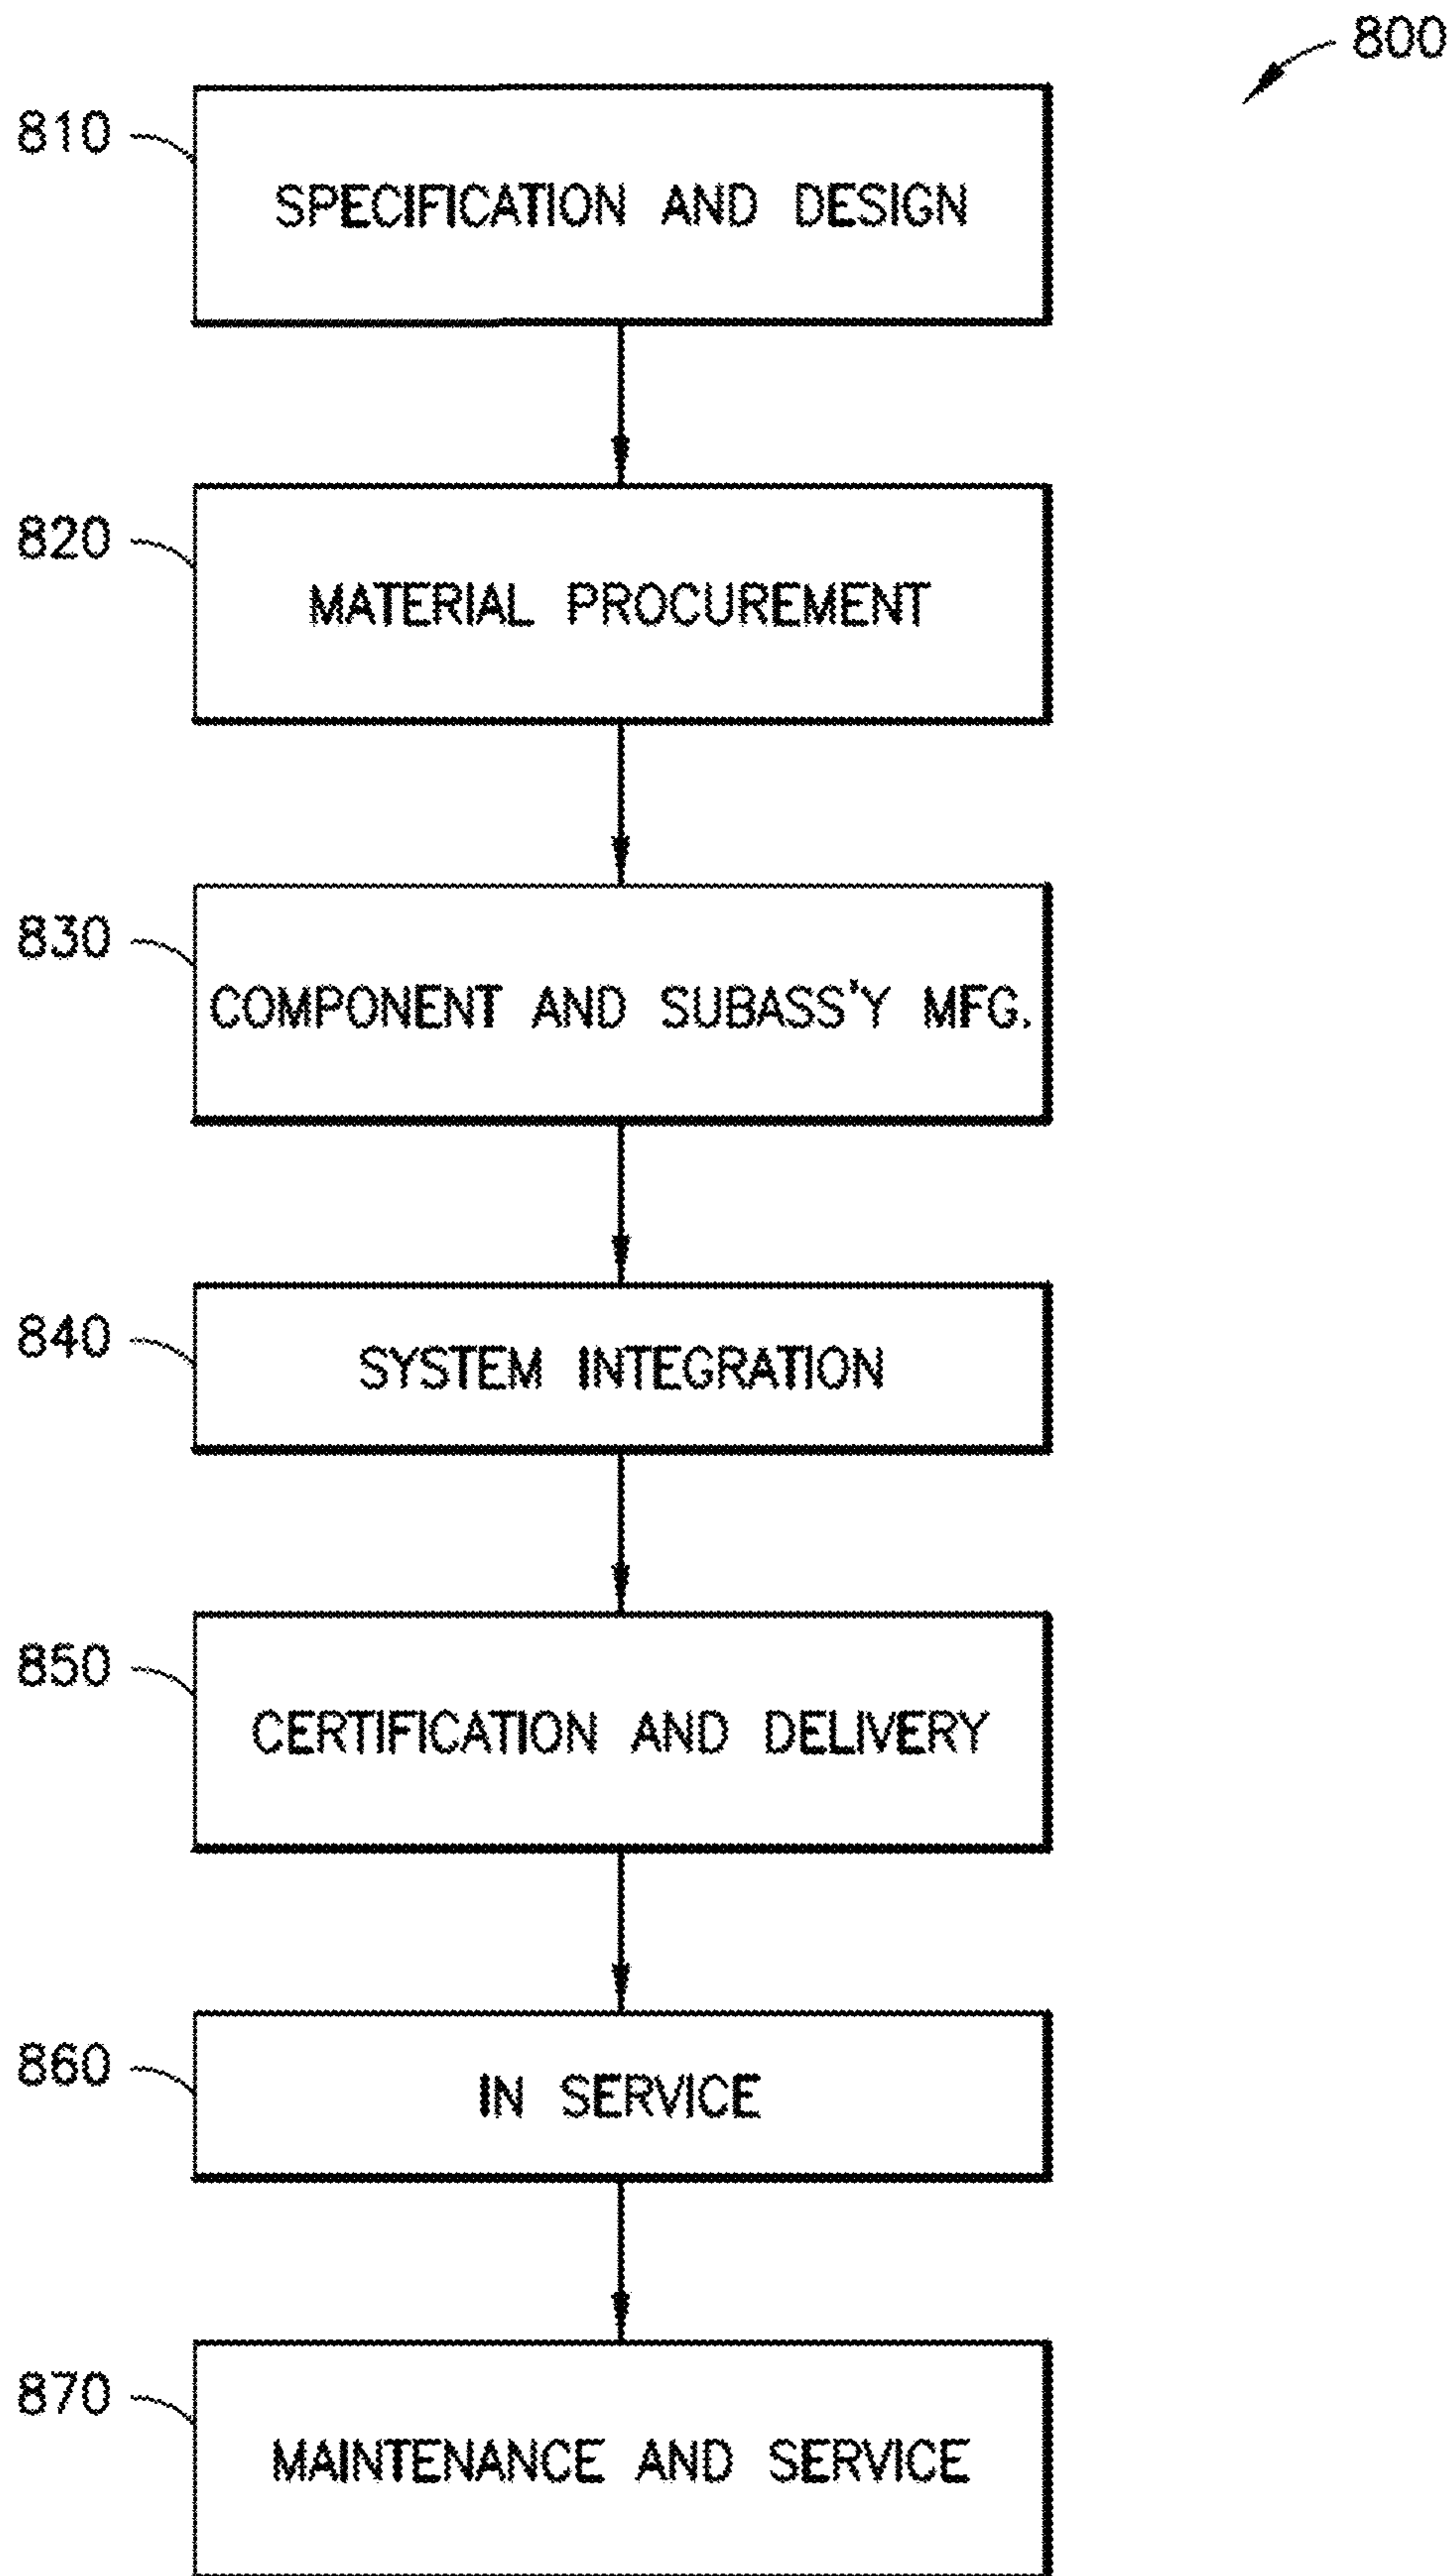 800
810
SPECIFICATION AND DESIGN
820
MATERIAL PROCUREMENT
830
COMPONENT AND SUBASS'Y MFG.
840
SYSTEM INTEGRATION
850
CERTIFICATION AND DELIVERY
860
IN SERVICE
870
MAINTENANCE AND SERVICE